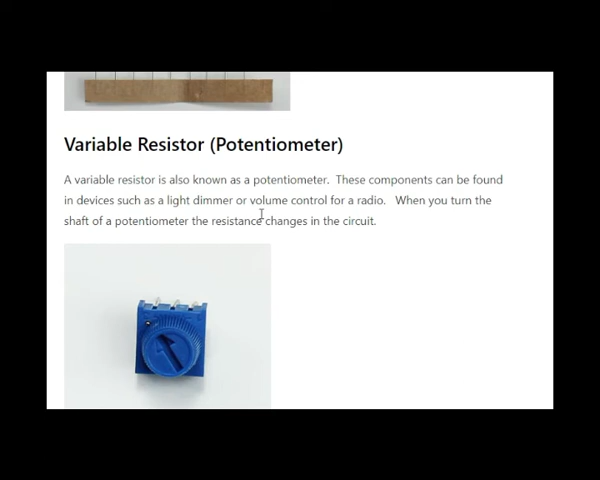 Variable Resistor (Potentiometer)
A variable resistor is also known as a potentiometer.  These components can be found
in devices such as a light dimmer or volume control for a radio.   When you turn the
shaft of a potentiometer the resistance changes in the circuit.